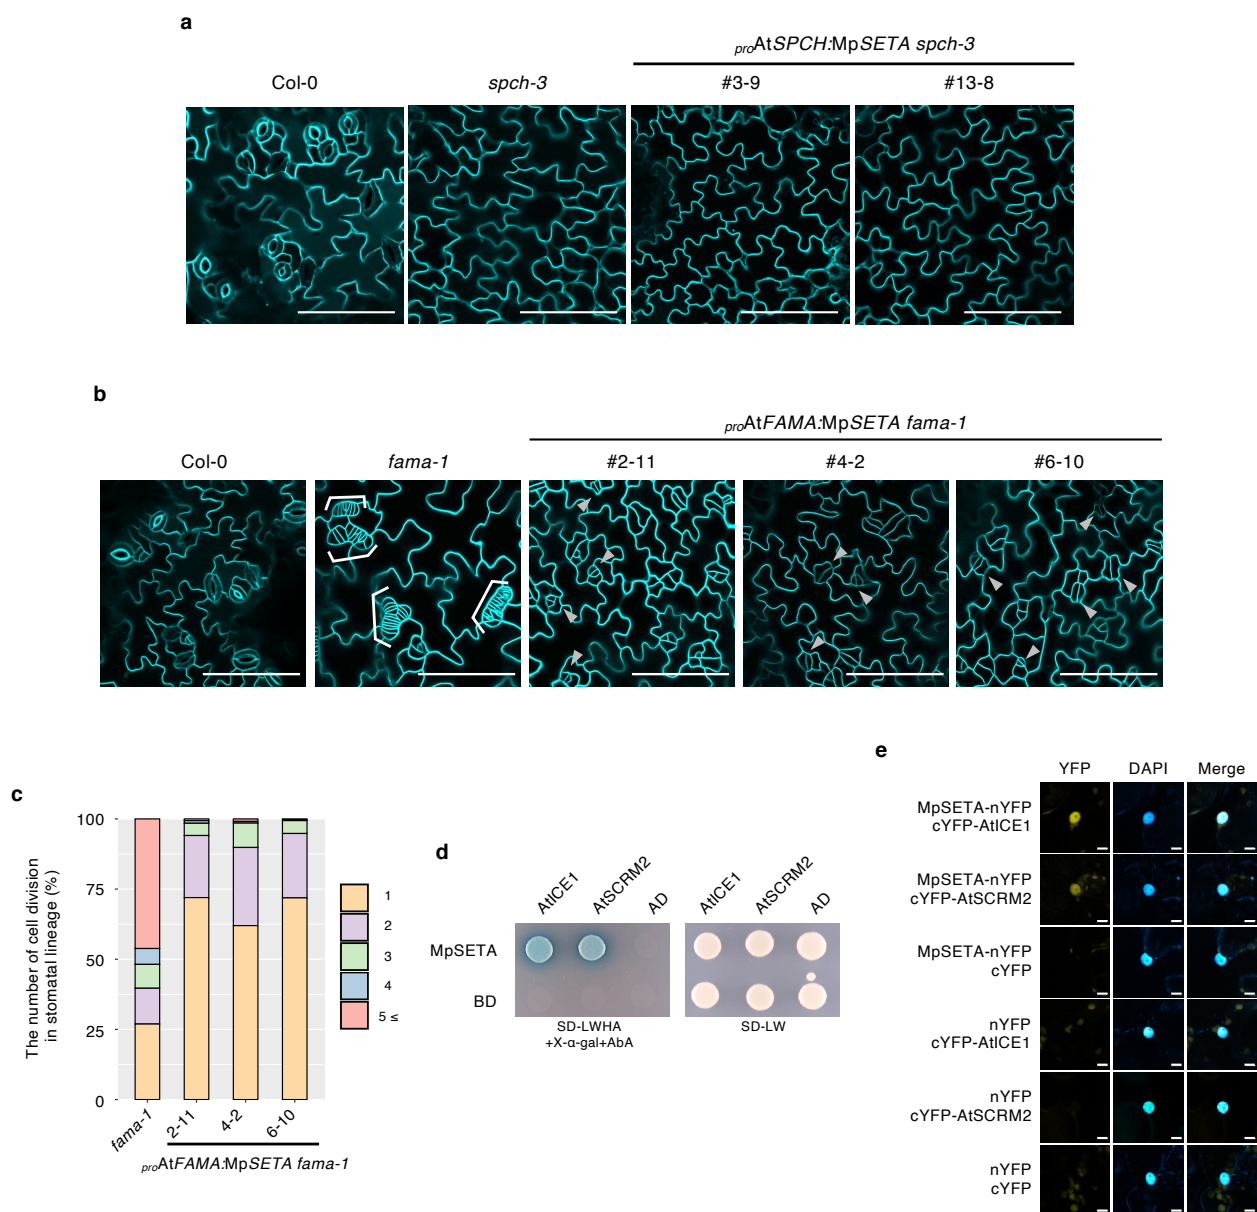 a
proAtSPCH:MpSETA spch-3
Col-0
spch-3
#3-9
#13-8
b
proAtFAMA:MpSETA fama-1
Col-0
fama-1
#2-11
#4-2
#6-10
c
The number of cell division
in stomatal lineage (%)
100
75
50
25
0
fama-1
2-11
4-2
6-10
proAtFAMA:MpSETA fama-1
1
2
3
4
5 ≤
d
AtICE1
AtSCRM2
AD
AtICE1
AtSCRM2
AD
MpSETA
BD
SD-LWHA
+X-α-gal+AbA
SD-LW
e
YFP
DAPI
Merge
MpSETA-nYFP
cYFP-AtICE1
MpSETA-nYFP
cYFP-AtSCRM2
MpSETA-nYFP
cYFP
nYFP
cYFP-AtICE1
nYFP
cYFP-AtSCRM2
nYFP
cYFP